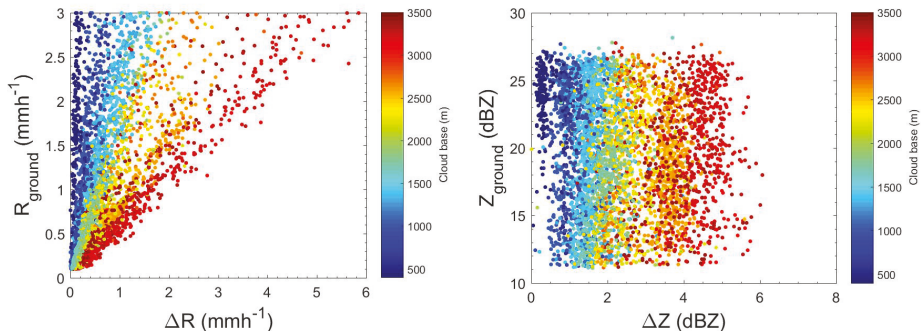 3
2.5
2
1.5
1
0.5
0
0 1 2 3 4 5 6
R_ground (mmh⁻¹)
ΔR (mmh⁻¹)
3500
3000
2500
2000
1500
1000
500
Cloud base (m)
30
25
20
15
10
0 2 4 6 8
Z_ground
(dBZ)
ΔZ (dBZ)
3500
3000
2500
2000
1500
1000
500
Cloud base (m)